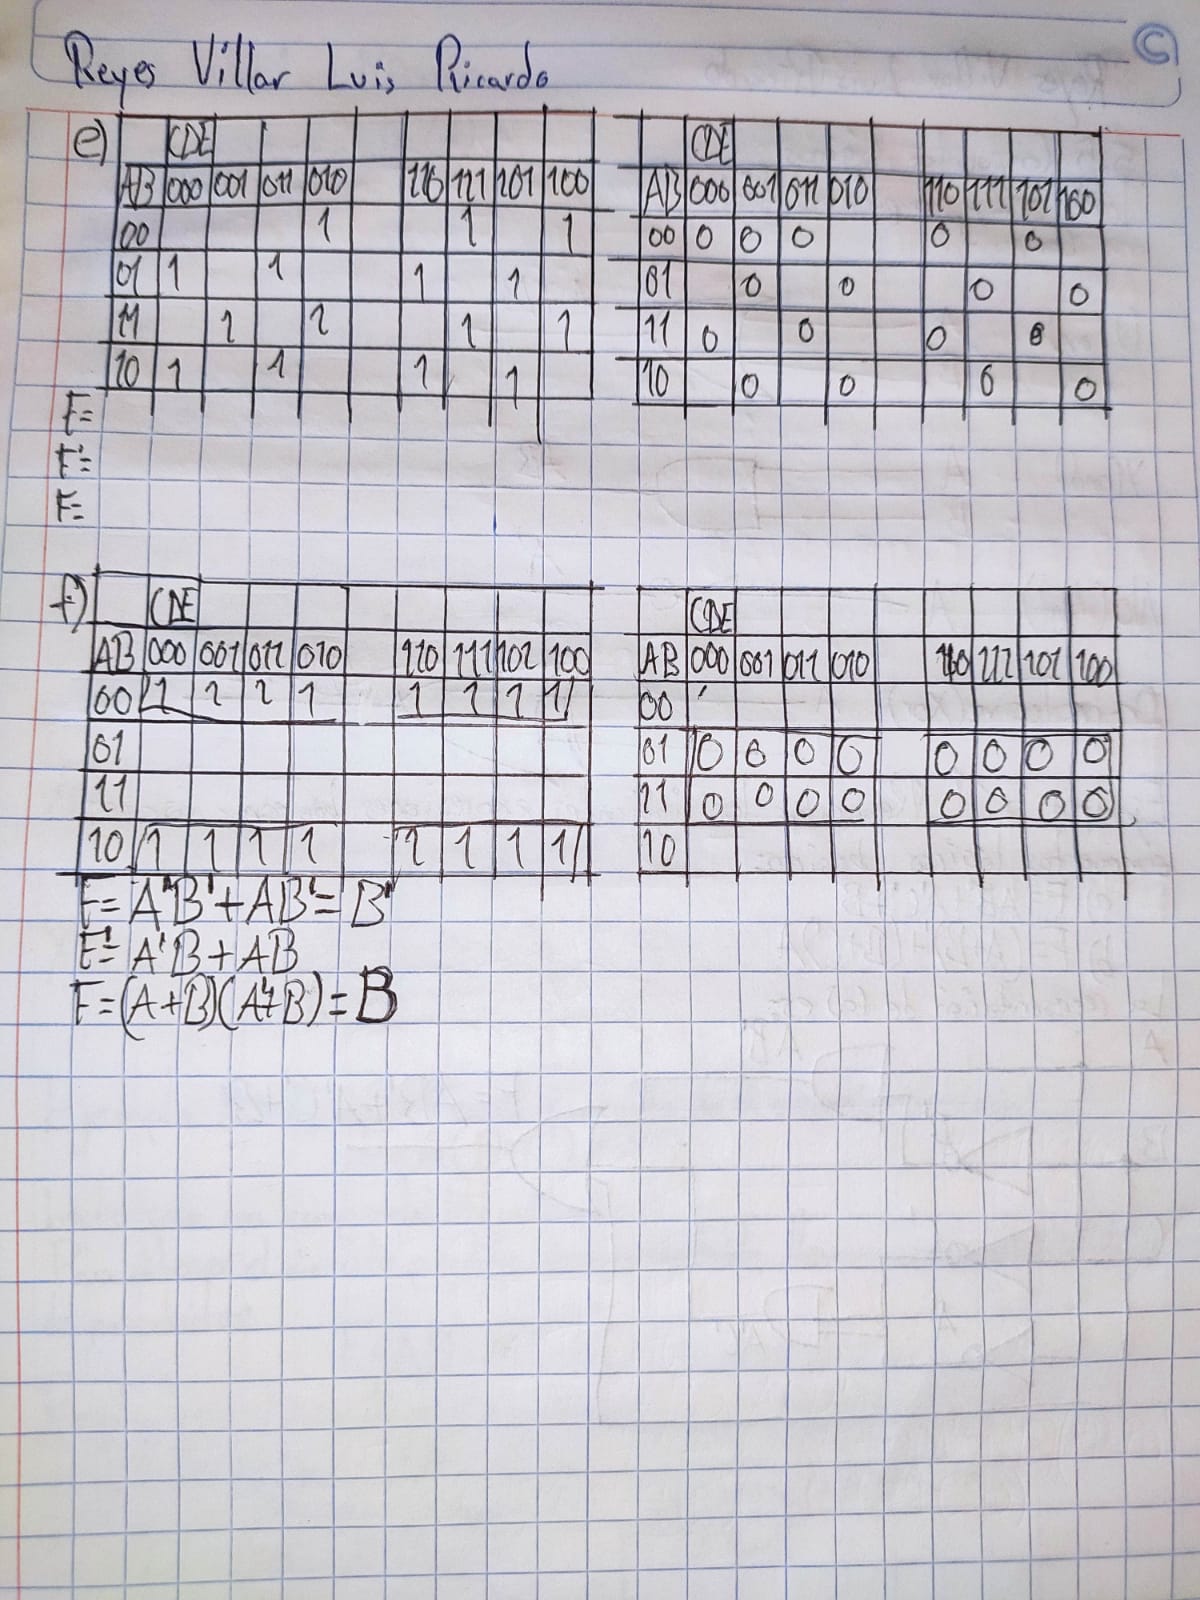 Reyes Villar Luis Ricardo
e) CDE CDE
AB 000 001 011 010 110 111 101 100 AB 000 001 011 010 110 111 101 100
00 1 1 1 00 0 0 0 0 0
01 1 1 1 1 01 0 0 0 0
11 1 1 1 1 11 0 0 0 0
10 1 1 1 1 10 0 0 0 0
F=
F'=
F=
f) CDE CDE
AB 000 001 011 010 110 111 101 100 AB 000 001 011 010 110 111 101 100
00 1 1 1 1 1 1 1 1 00
01 01 0 0 0 0 0 0 0 0
11 11 0 0 0 0 0 0 0 0
10 1 1 1 1 1 1 1 1 10
F= A'B'+AB'= B'
F'= A'B+AB
F=(A+B')(A'+B')= B